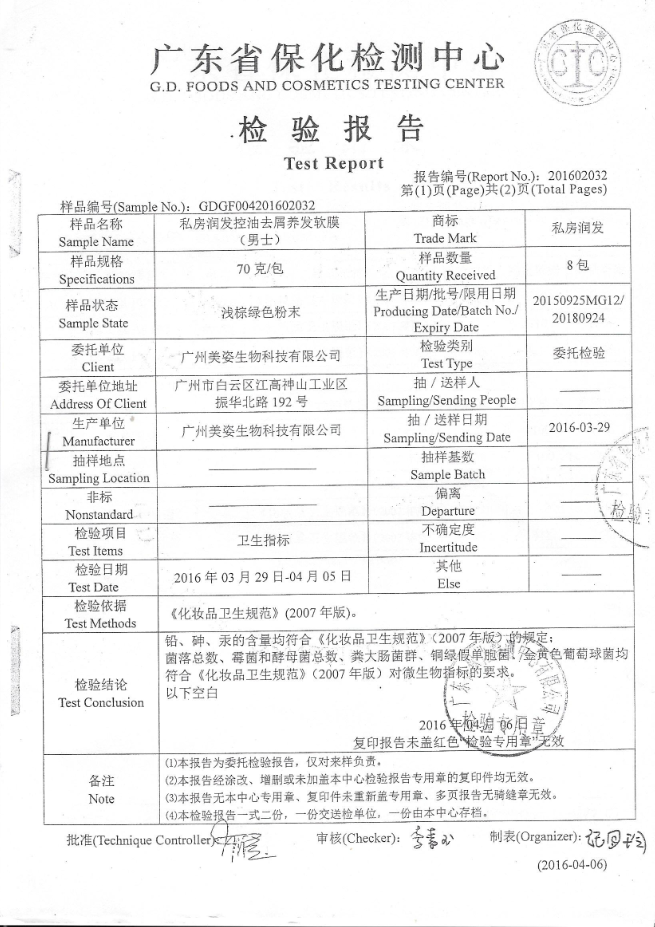 广东省保化检测中心
G.D. FOODS AND COSMETICS TESTING CENTER
检验报告
Test Report
报告编号(Report No.): 201602032
第(1)页(Page)共(2)页(Total Pages)
样品编号(Sample No.): GDGF004201602032
样品名称
Sample Name
私房润发控油去屑养发软膜
（男士）
商标
Trade Mark
私房润发
样品规格
Specifications
70 克/包
样品数量
Quantity Received
8 包
样品状态
Sample State
浅棕绿色粉末
生产日期/批号/限用日期
Producing Date/Batch No./
Expiry Date
20150925MG12/
20180924
委托单位
Client
广州美姿生物科技有限公司
检验类别
Test Type
委托检验
委托单位地址
Address Of Client
广州市白云区江高神山工业区
振华北路 192 号
抽／送样人
Sampling/Sending People
生产单位
Manufacturer
广州美姿生物科技有限公司
抽／送样日期
Sampling/Sending Date
2016-03-29
抽样地点
Sampling Location
抽样基数
Sample Batch
非标
Nonstandard
偏离
Departure
检验项目
Test Items
卫生指标
不确定度
Incertitude
检验日期
Test Date
2016 年 03 月 29 日-04 月 05 日
其他
Else
检验依据
Test Methods
《化妆品卫生规范》(2007 年版)。
检验结论
Test Conclusion
铅、砷、汞的含量均符合《化妆品卫生规范》（2007 年版）的规定；
菌落总数、霉菌和酵母菌总数、粪大肠菌群、铜绿假单胞菌、金黄色葡萄球菌均
符合《化妆品卫生规范》（2007 年版）对微生物指标的要求。
以下空白
2016 年 04 月 06 日
复印报告未盖红色“检验专用章”无效
检验专用章
备注
Note
⑴本报告为委托检验报告，仅对来样负责。
⑵本报告经涂改、增删或未加盖本中心检验报告专用章的复印件均无效。
⑶本报告无本中心专用章、复印件未重新盖专用章、多页报告无骑缝章无效。
⑷本检验报告一式二份，一份交送检单位，一份由本中心存档。
批准(Technique Controller):
审核(Checker):
制表(Organizer):
(2016-04-06)